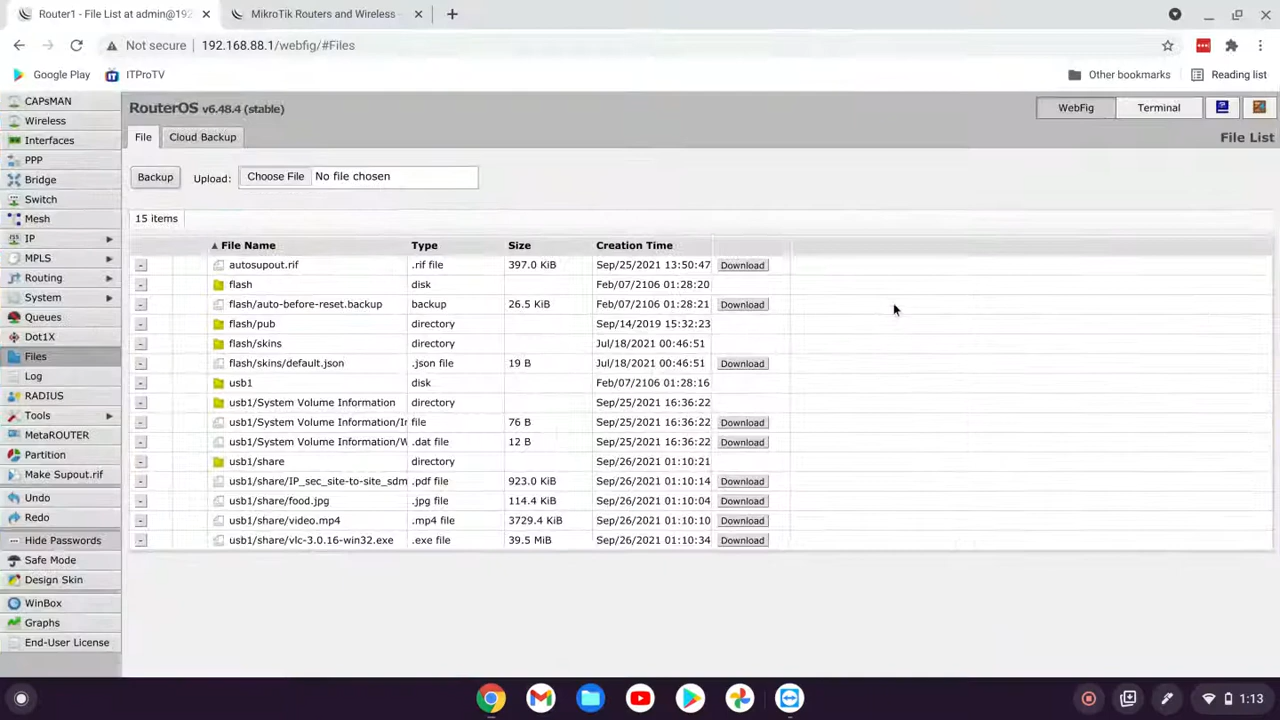 Router1 - File List at admin@192
MikroTik Routers and Wireless
Not secure 192.168.88.1/webfig/#Files
Google Play ITProTV Other bookmarks Reading list
CAPsMAN
Wireless
Interfaces
PPP
Bridge
Switch
Mesh
IP
MPLS
Routing
System
Queues
Dot1X
Files
Log
RADIUS
Tools
MetaROUTER
Partition
Make Supout.rif
Undo
Redo
Hide Passwords
Safe Mode
Design Skin
WinBox
Graphs
End-User License
RouterOS v6.48.4 (stable) WebFig Terminal
File Cloud Backup File List
Backup Upload: Choose File No file chosen
15 items
File Name Type Size Creation Time
- autosupout.rif .rif file 397.0 KiB Sep/25/2021 13:50:47 Download
- flash disk Feb/07/2106 01:28:20
- flash/auto-before-reset.backup backup 26.5 KiB Feb/07/2106 01:28:21 Download
- flash/pub directory Sep/14/2019 15:32:23
- flash/skins directory Jul/18/2021 00:46:51
- flash/skins/default.json .json file 19 B Jul/18/2021 00:46:51 Download
- usb1 disk Feb/07/2106 01:28:16
- usb1/System Volume Information directory Sep/25/2021 16:36:22
- usb1/System Volume Information/I file 76 B Sep/25/2021 16:36:22 Download
- usb1/System Volume Information/W .dat file 12 B Sep/25/2021 16:36:22 Download
- usb1/share directory Sep/26/2021 01:10:21
- usb1/share/IP_sec_site-to-site_sdm .pdf file 923.0 KiB Sep/26/2021 01:10:14 Download
- usb1/share/food.jpg .jpg file 114.4 KiB Sep/26/2021 01:10:04 Download
- usb1/share/video.mp4 .mp4 file 3729.4 KiB Sep/26/2021 01:10:10 Download
- usb1/share/vlc-3.0.16-win32.exe .exe file 39.5 MiB Sep/26/2021 01:10:34 Download
1:13